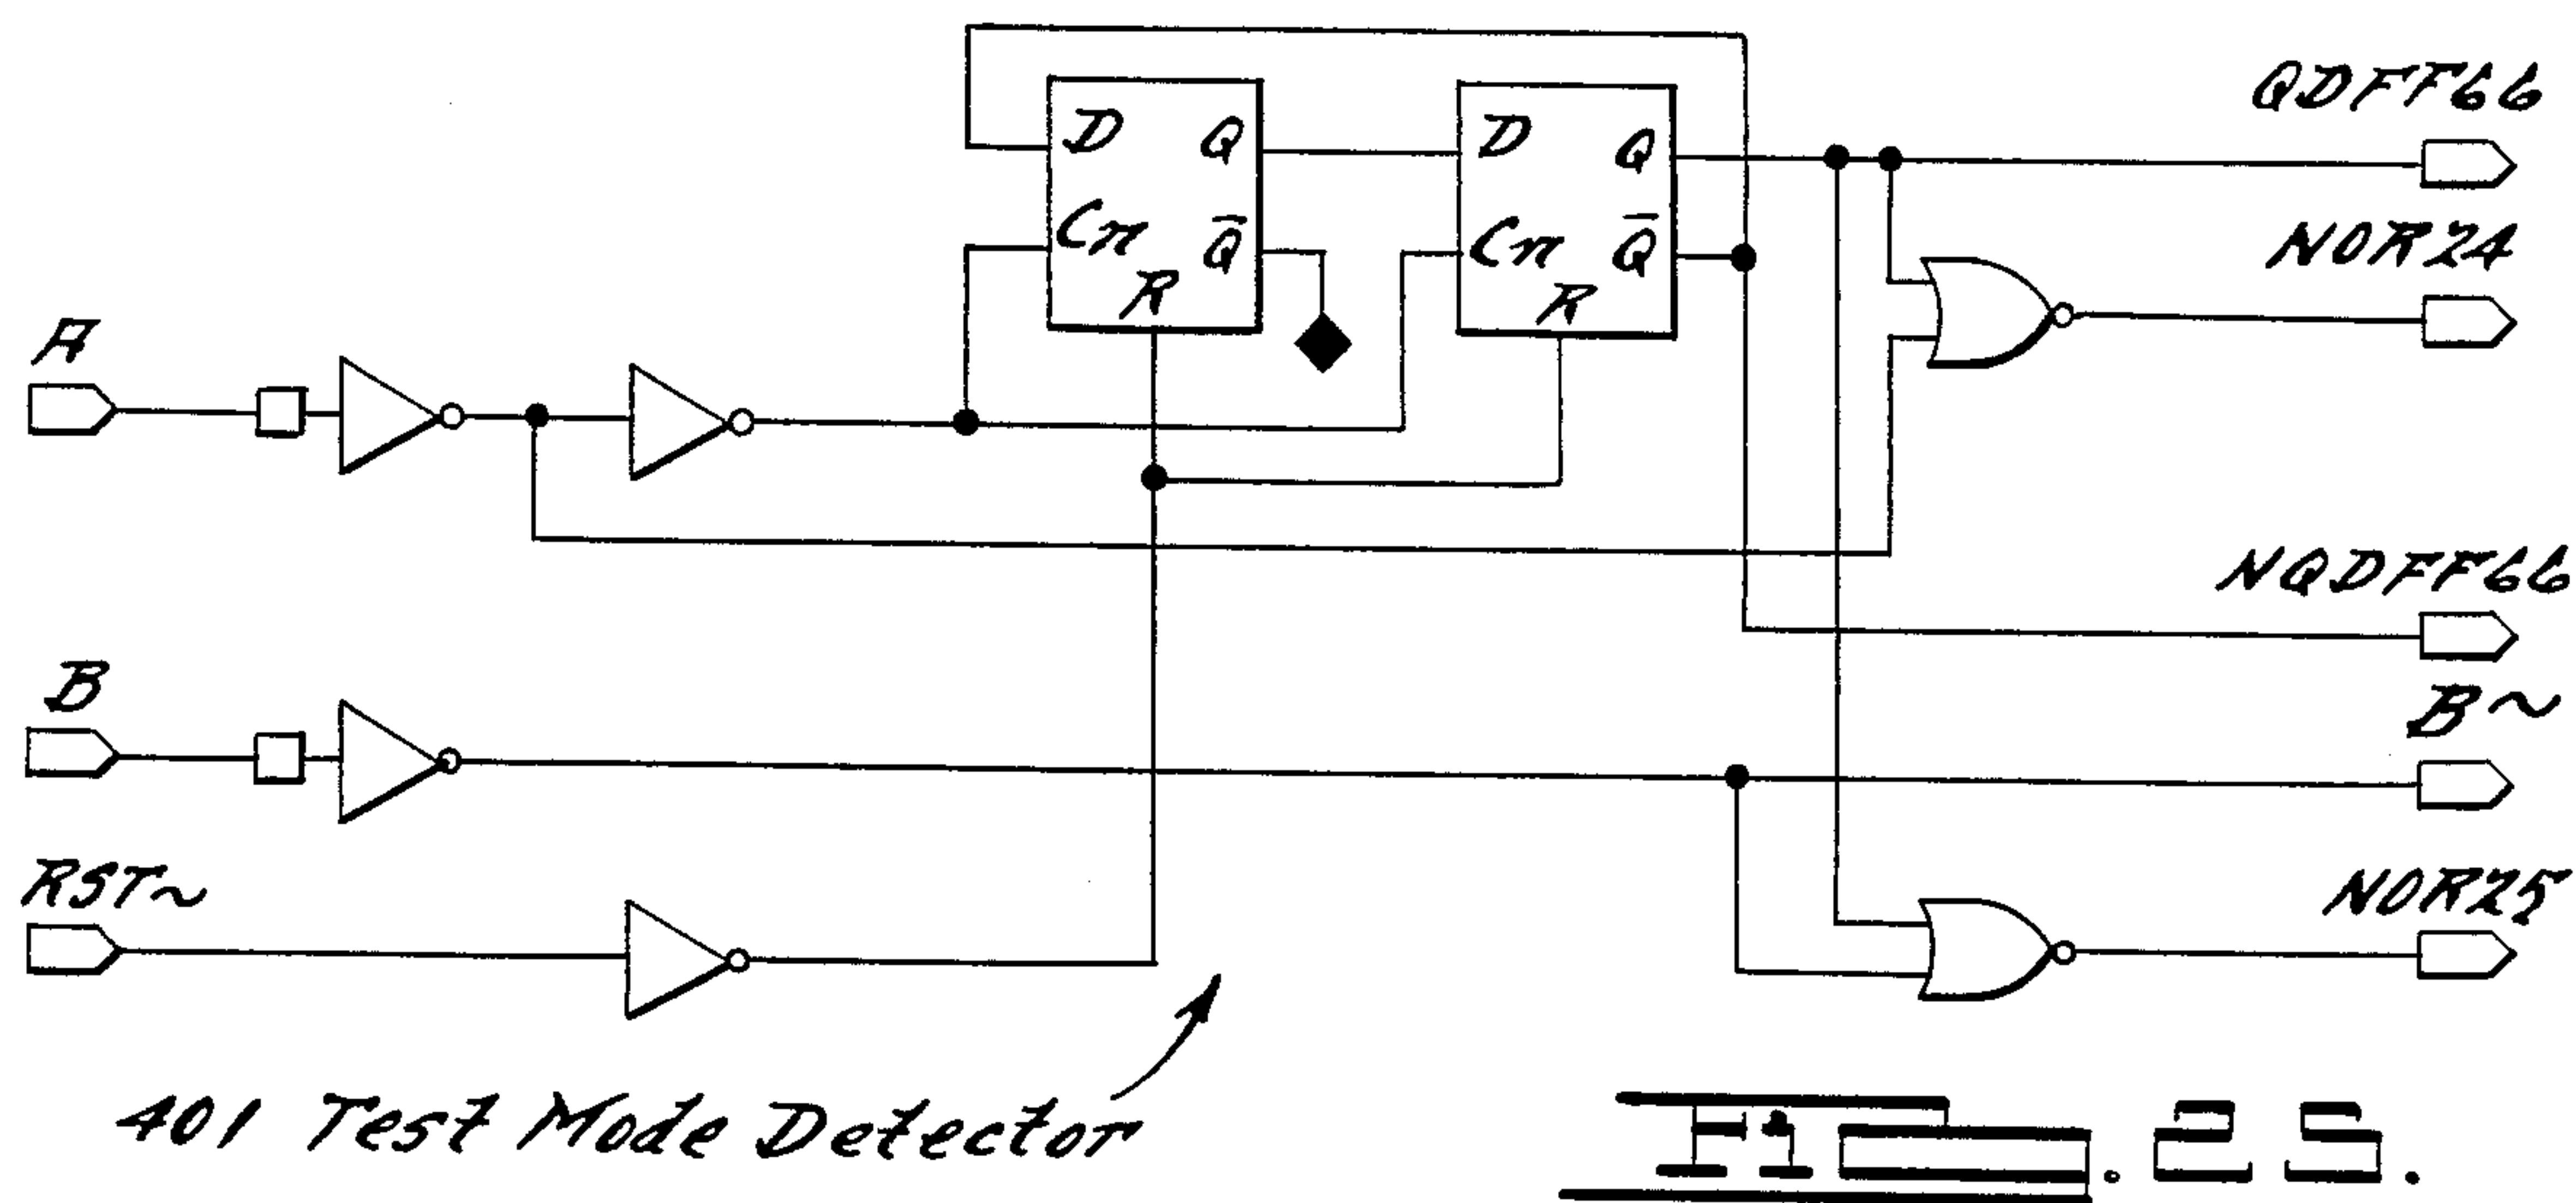 QDFF66
D Q D Q
NOR24
Cn Q̅ Cn Q̅
R R
A
NQDFF66
B
B~
RST~
NOR25
401 Test Mode Detector
FIG. 25.